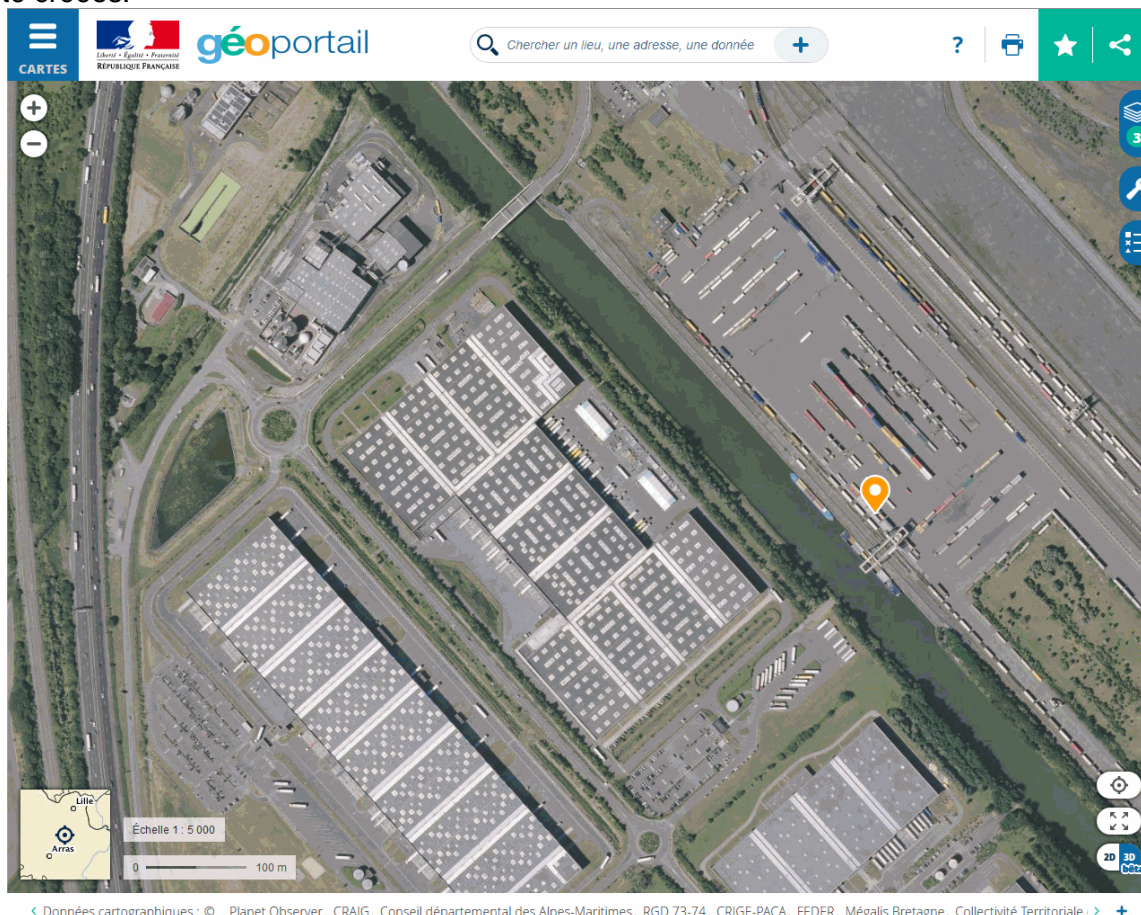 CARTES
Liberté • Égalité • Fraternité
RÉPUBLIQUE FRANÇAISE
géoportail
Chercher un lieu, une adresse, une donnée
+
?
+
−
3
Lille
Arras
Échelle 1 : 5 000
0 100 m
2D 3D
bêta
< Données cartographiques : © Planet Observer, CRAIG, Conseil départemental des Alpes-Maritimes, RGD 73-74, CRIGE-PACA, FEDER, Mégalis Bretagne, Collectivité Territoriale > +